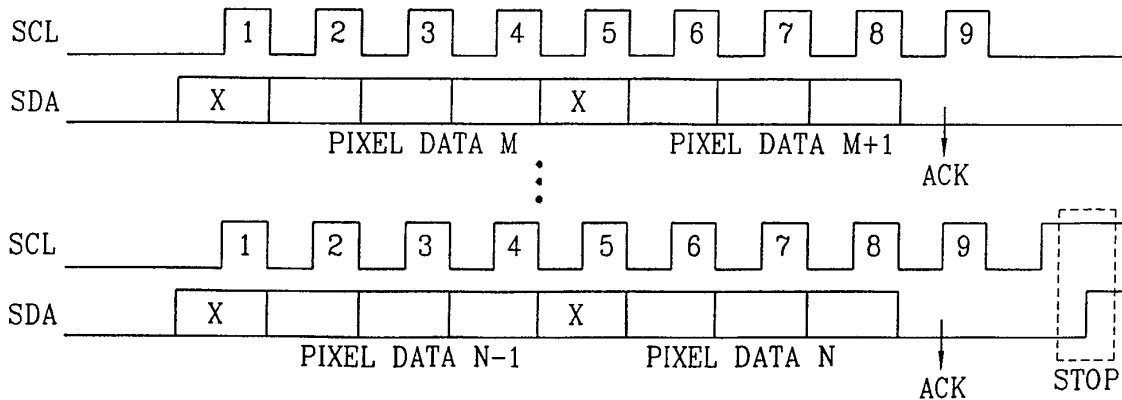 SCL 1 2 3 4 5 6 7 8 9
SDA X X
PIXEL DATA M PIXEL DATA M+1
ACK
SCL 1 2 3 4 5 6 7 8 9
SDA X X
PIXEL DATA N-1 PIXEL DATA N
ACK STOP